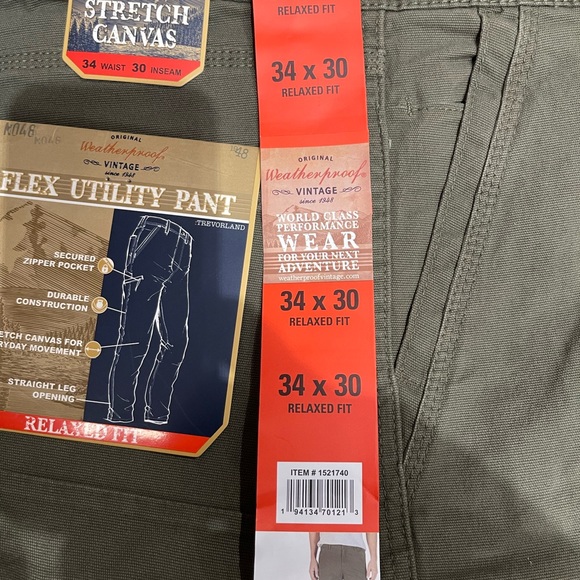 STRETCH
CANVAS
34 WAIST 30 INSEAM
K046
ORIGINAL
Weatherproof
VINTAGE
since 1948
FLEX UTILITY PANT
TREVORLAND
SECURED
ZIPPER POCKET
DURABLE
CONSTRUCTION
CANVAS FOR
MOVEMENT
STRAIGHT LEG
OPENING
RELAXED FIT
RELAXED FIT
34 x 30
RELAXED FIT
ORIGINAL
Weatherproof
VINTAGE
since 1948
WORLD CLASS
PERFORMANCE
WEAR
FOR YOUR NEXT
ADVENTURE
weatherproofvintage.com
34 x 30
RELAXED FIT
34 x 30
RELAXED FIT
ITEM # 1521740
1 94134 70121 3